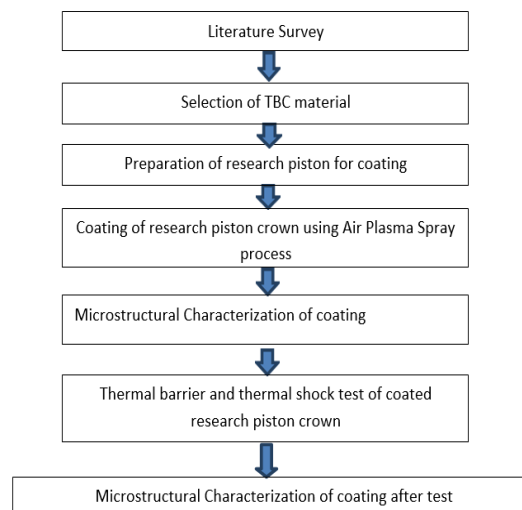 Literature Survey
Selection of TBC material
Preparation of research piston for coating
Coating of research piston crown using Air Plasma Spray
process
Microstructural Characterization of coating
Thermal barrier and thermal shock test of coated
research piston crown
Microstructural Characterization of coating after test